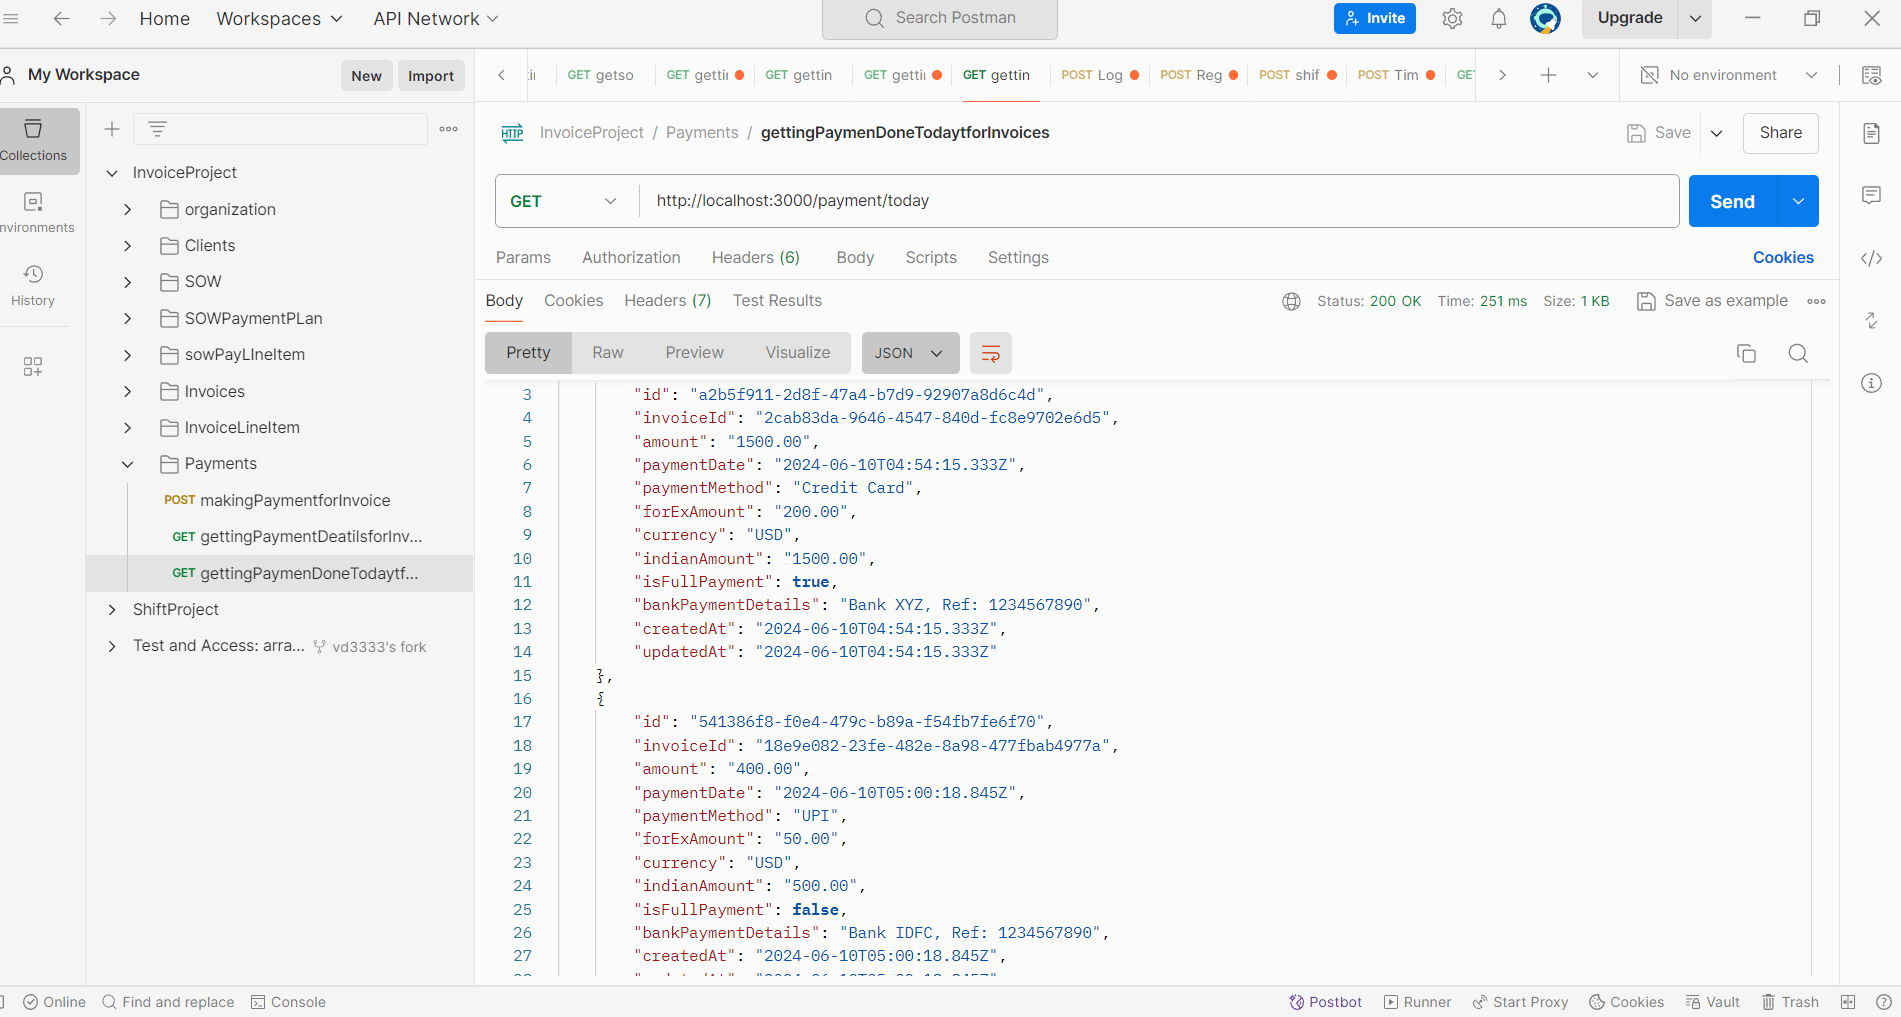 Home Workspaces API Network Search Postman Invite Upgrade
My Workspace New Import
GET getso GET gettin GET gettin GET gettin GET gettin POST Log POST Reg POST shif POST Tim GET No environment
Collections
Environments
History
InvoiceProject
organization
Clients
SOW
SOWPaymentPLan
sowPayLIneItem
Invoices
InvoiceLineItem
Payments
POST makingPaymentforInvoice
GET gettingPaymentDeatilsforInv...
GET gettingPaymenDoneTodaytf...
ShiftProject
Test and Access: arra... vd3333's fork
HTTP InvoiceProject / Payments / gettingPaymenDoneTodaytforInvoices Save Share
GET http://localhost:3000/payment/today Send
Params Authorization Headers (6) Body Scripts Settings Cookies
Body Cookies Headers (7) Test Results Status: 200 OK Time: 251 ms Size: 1 KB Save as example
Pretty Raw Preview Visualize JSON
3 "id": "a2b5f911-2d8f-47a4-b7d9-92907a8d6c4d",
4 "invoiceId": "2cab83da-9646-4547-840d-fc8e9702e6d5",
5 "amount": "1500.00",
6 "paymentDate": "2024-06-10T04:54:15.333Z",
7 "paymentMethod": "Credit Card",
8 "forExAmount": "200.00",
9 "currency": "USD",
10 "indianAmount": "1500.00",
11 "isFullPayment": true,
12 "bankPaymentDetails": "Bank XYZ, Ref: 1234567890",
13 "createdAt": "2024-06-10T04:54:15.333Z",
14 "updatedAt": "2024-06-10T04:54:15.333Z"
15 },
16 {
17 "id": "541386f8-f0e4-479c-b89a-f54fb7fe6f70",
18 "invoiceId": "18e9e082-23fe-482e-8a98-477fbab4977a",
19 "amount": "400.00",
20 "paymentDate": "2024-06-10T05:00:18.845Z",
21 "paymentMethod": "UPI",
22 "forExAmount": "50.00",
23 "currency": "USD",
24 "indianAmount": "500.00",
25 "isFullPayment": false,
26 "bankPaymentDetails": "Bank IDFC, Ref: 1234567890",
27 "createdAt": "2024-06-10T05:00:18.845Z",
Online Find and replace Console Postbot Runner Start Proxy Cookies Vault Trash